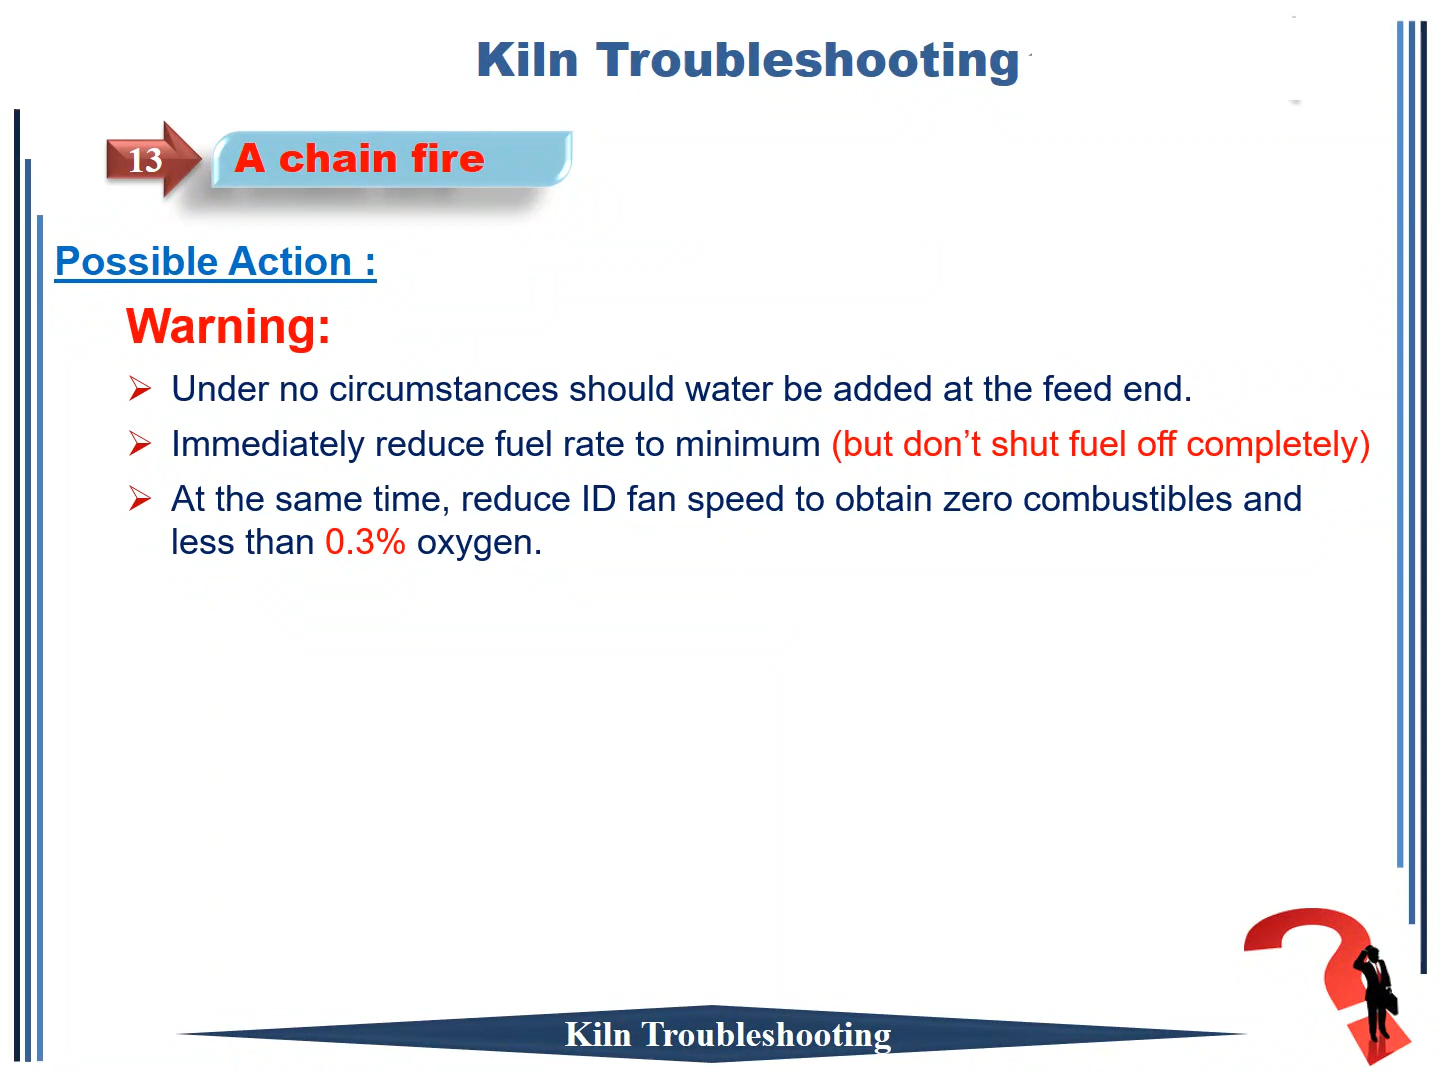 Kiln Troubleshooting
13
A chain fire
Possible Action :
Warning:
➢ Under no circumstances should water be added at the feed end.
➢ Immediately reduce fuel rate to minimum (but don’t shut fuel off completely)
➢ At the same time, reduce ID fan speed to obtain zero combustibles and
less than 0.3% oxygen.
Kiln Troubleshooting